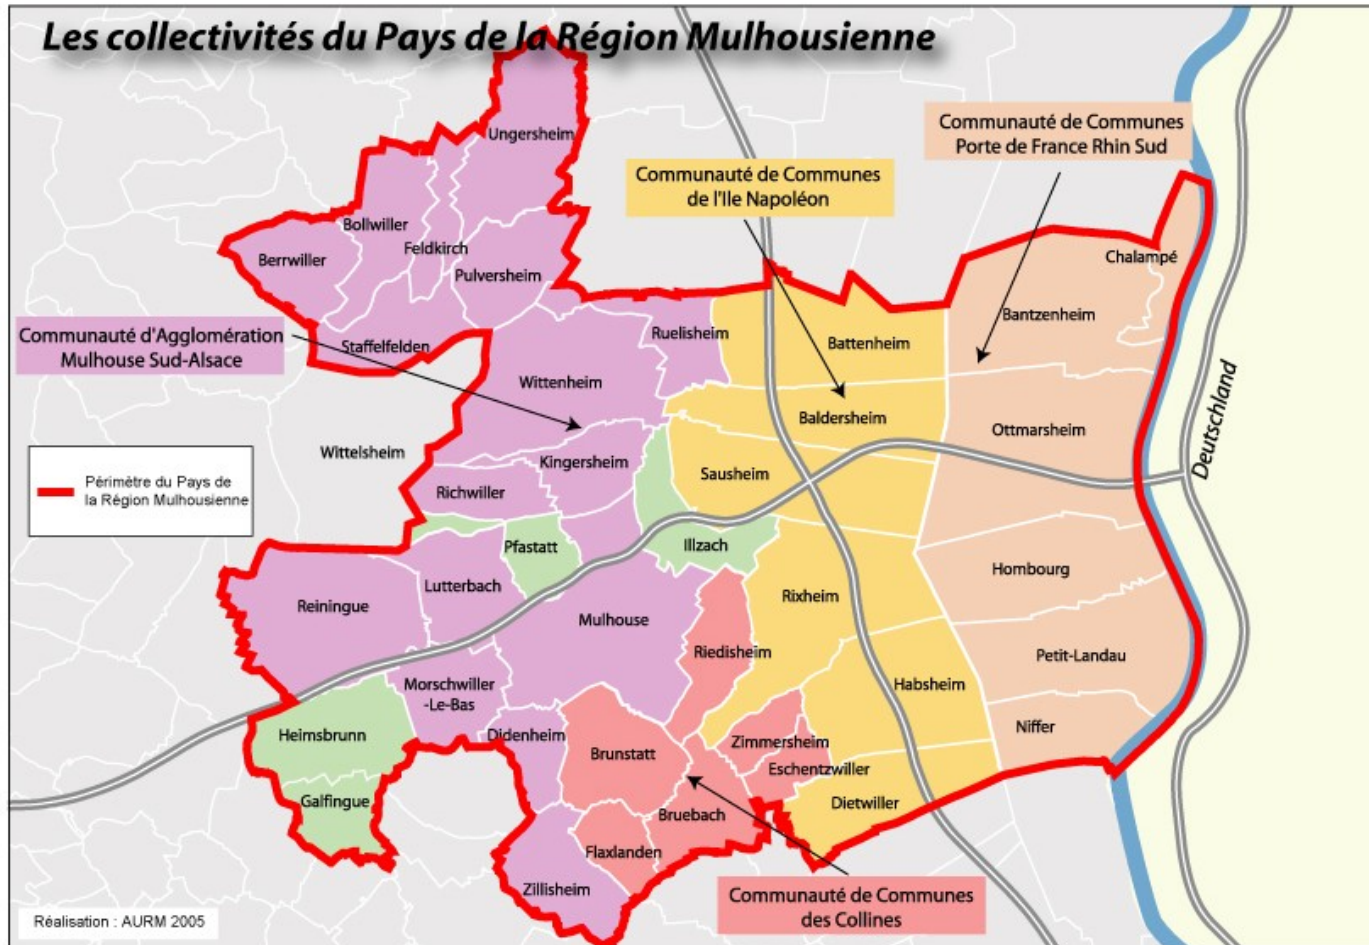 Les collectivités du Pays de la Région Mulhousienne
Ungersheim
Communauté de Communes
Porte de France Rhin Sud
Communauté de Communes
de l'Ile Napoléon
Bollwiller
Feldkirch
Berrwiller
Pulversheim
Chalampé
Bantzenheim
Communauté d'Agglomération
Mulhouse Sud-Alsace
Staffelfelden
Ruelisheim
Battenheim
Wittenheim
Baldersheim
Ottmarsheim
Deutschland
Wittelsheim
Kingersheim
Sausheim
Richwiller
Périmètre du Pays de
la Région Mulhousienne
Pfastatt
Illzach
Hombourg
Reiningue
Lutterbach
Rixheim
Mulhouse
Riedisheim
Petit-Landau
Morschwiller
-Le-Bas
Habsheim
Heimsbrunn
Didenheim
Niffer
Zimmersheim
Brunstatt
Eschentzwiller
Galfingue
Dietwiller
Bruebach
Flaxlanden
Zillisheim
Communauté de Communes
des Collines
Réalisation : AURM 2005